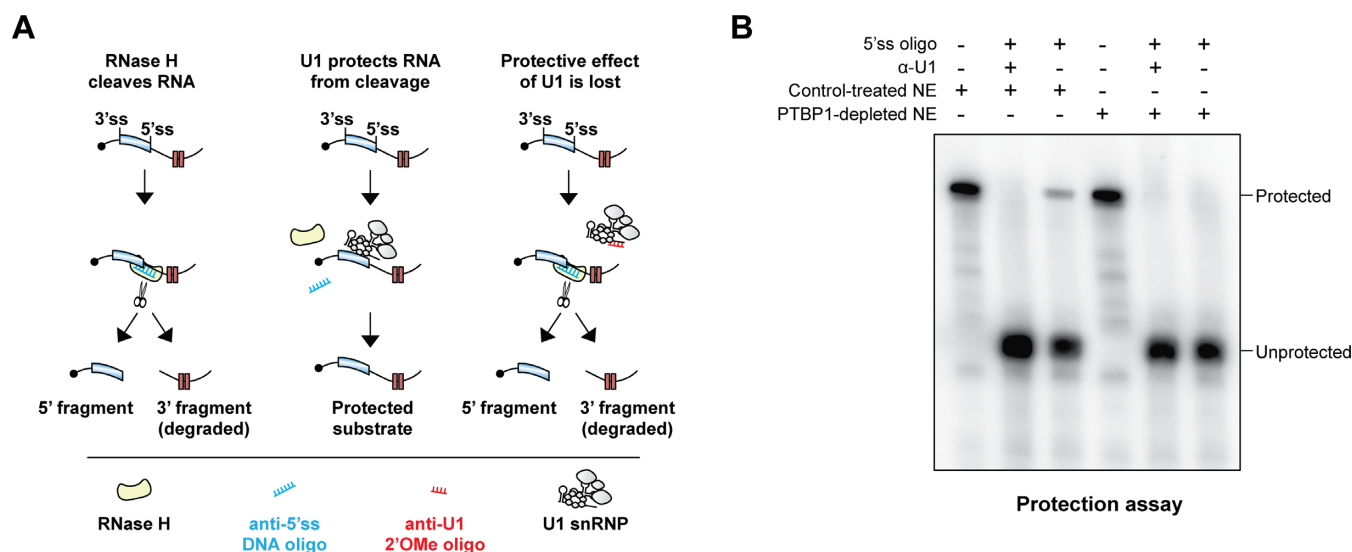 A
RNase H
cleaves RNA
U1 protects RNA
from cleavage
Protective effect
of U1 is lost
3'ss
5'ss
3'ss
5'ss
3'ss
5'ss
5' fragment
3' fragment
(degraded)
Protected
substrate
5' fragment
3' fragment
(degraded)
RNase H
anti-5'ss
DNA oligo
anti-U1
2'OMe oligo
U1 snRNP
B
5'ss oligo - + + - + +
α-U1 - + - - + -
Control-treated NE + + + - - -
PTBP1-depleted NE - - - + + +
Protected
Unprotected
Protection assay